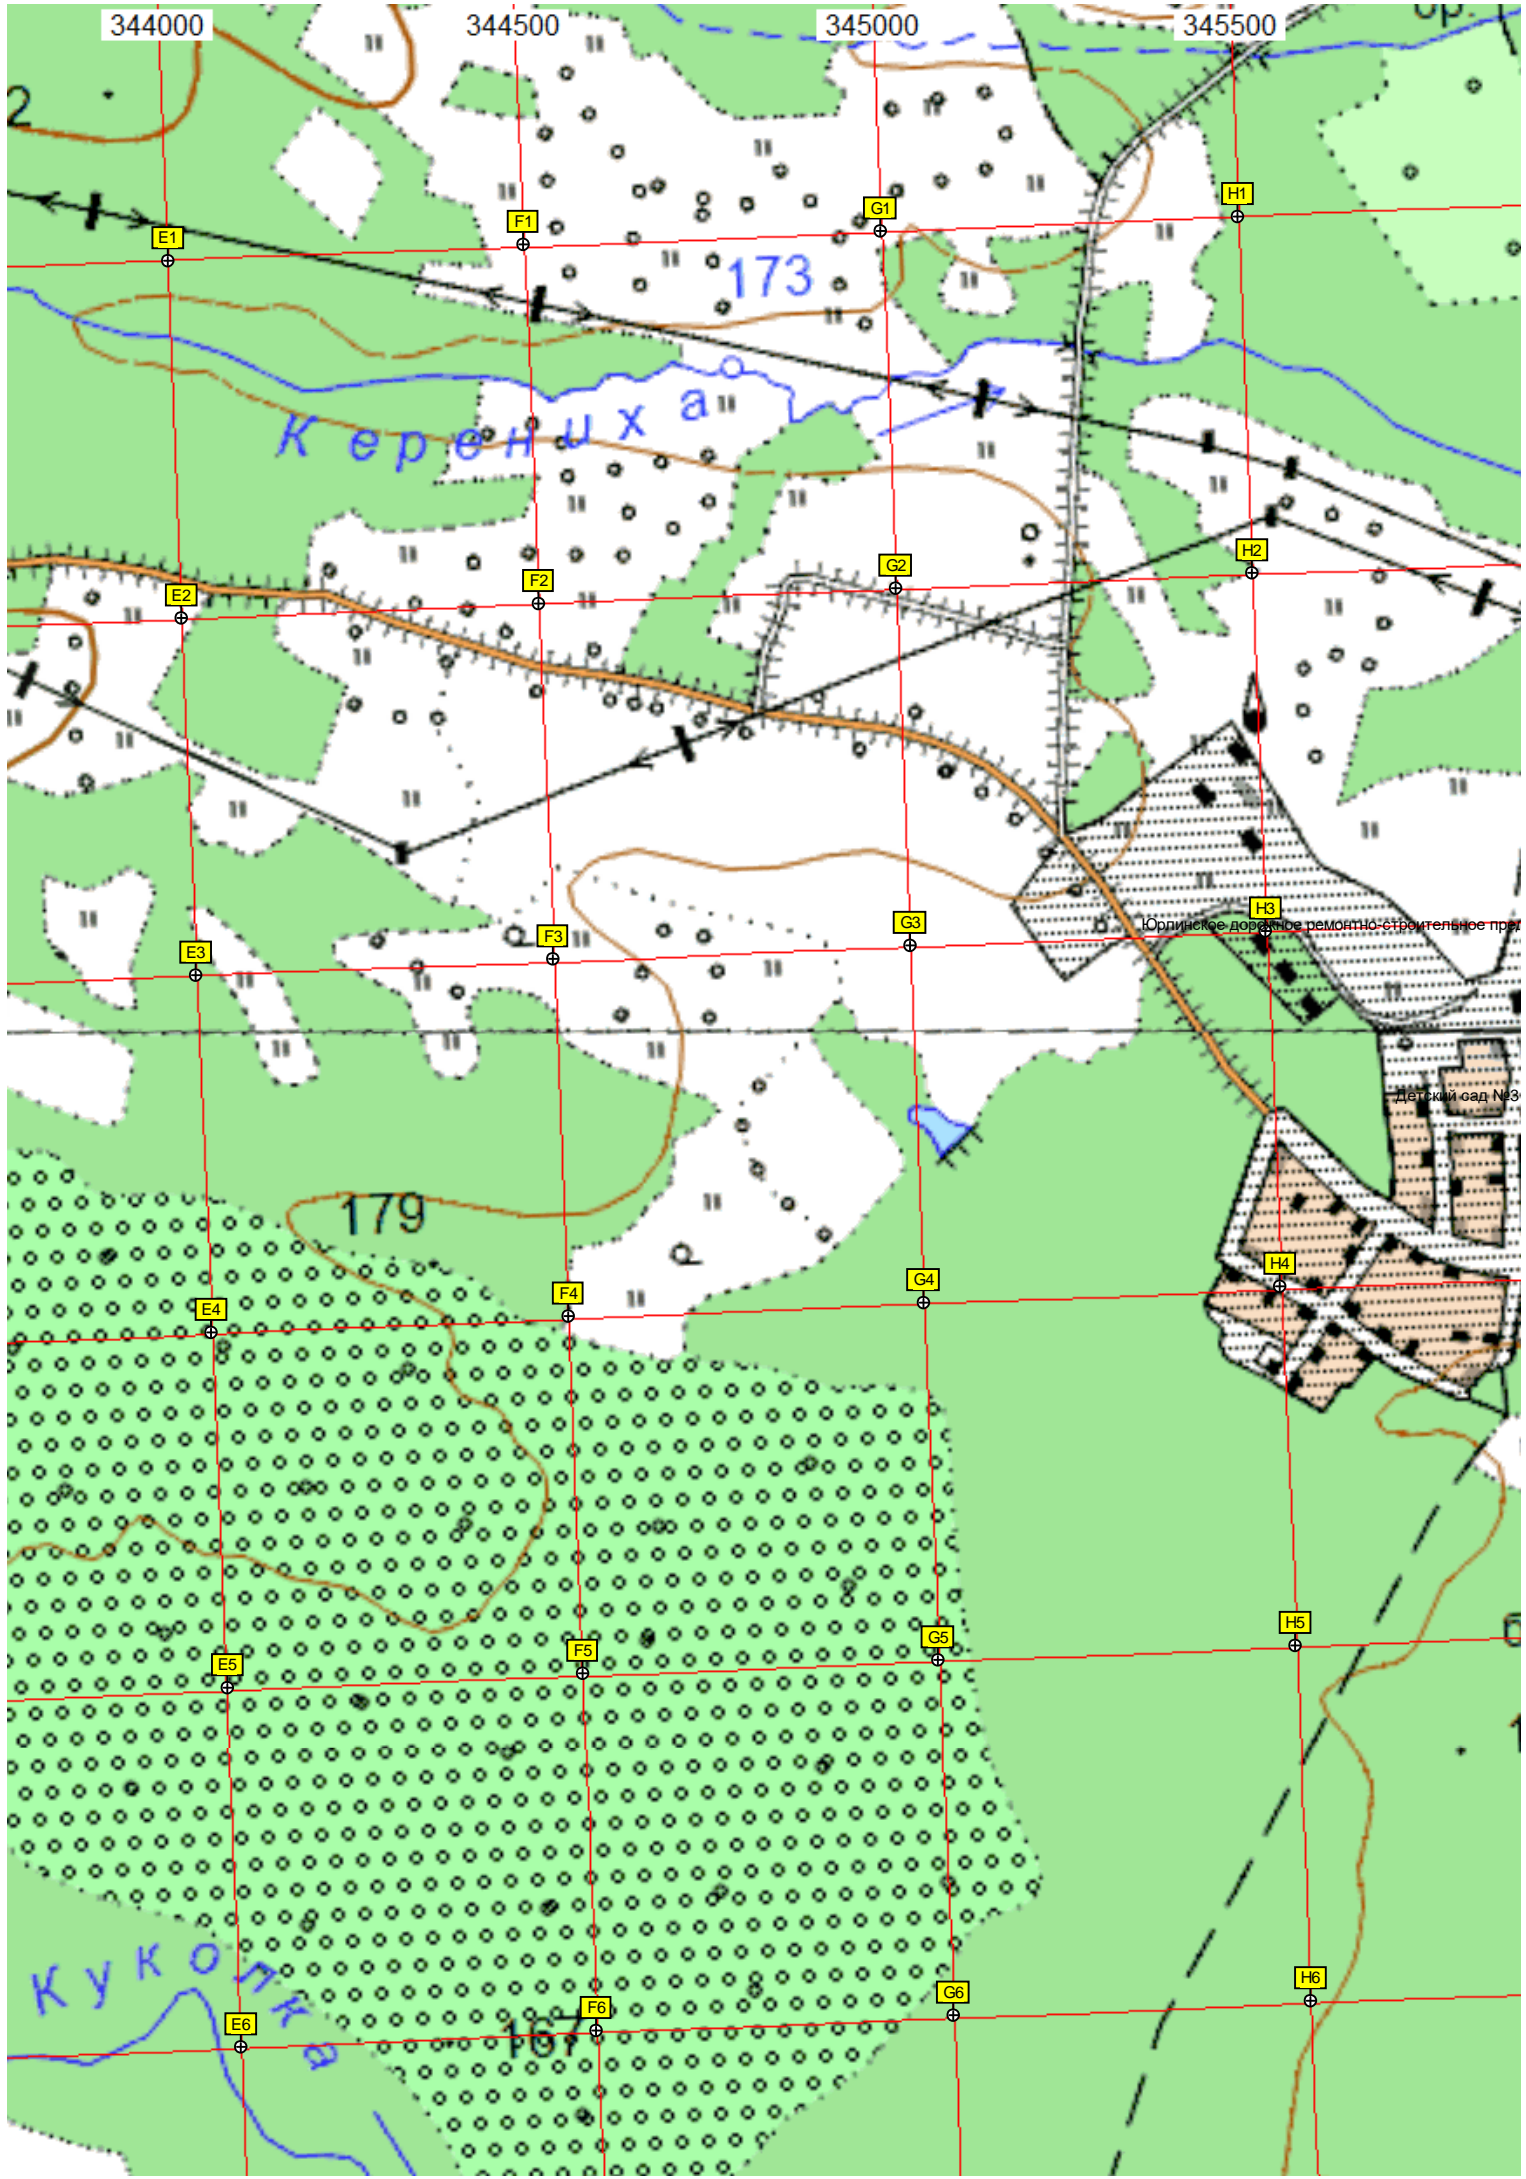 344000 344500 345000 345500
2
E1 F1 G1 H1
173
Керениха
E2 F2 G2 H2
E3 F3 G3 H3
Юрлинское дорожное ремонтно-строительное пред
Детский сад №3
179
E4 F4 G4 H4
E5 F5 G5 H5
Куколка
E6 F6 G6 H6
167